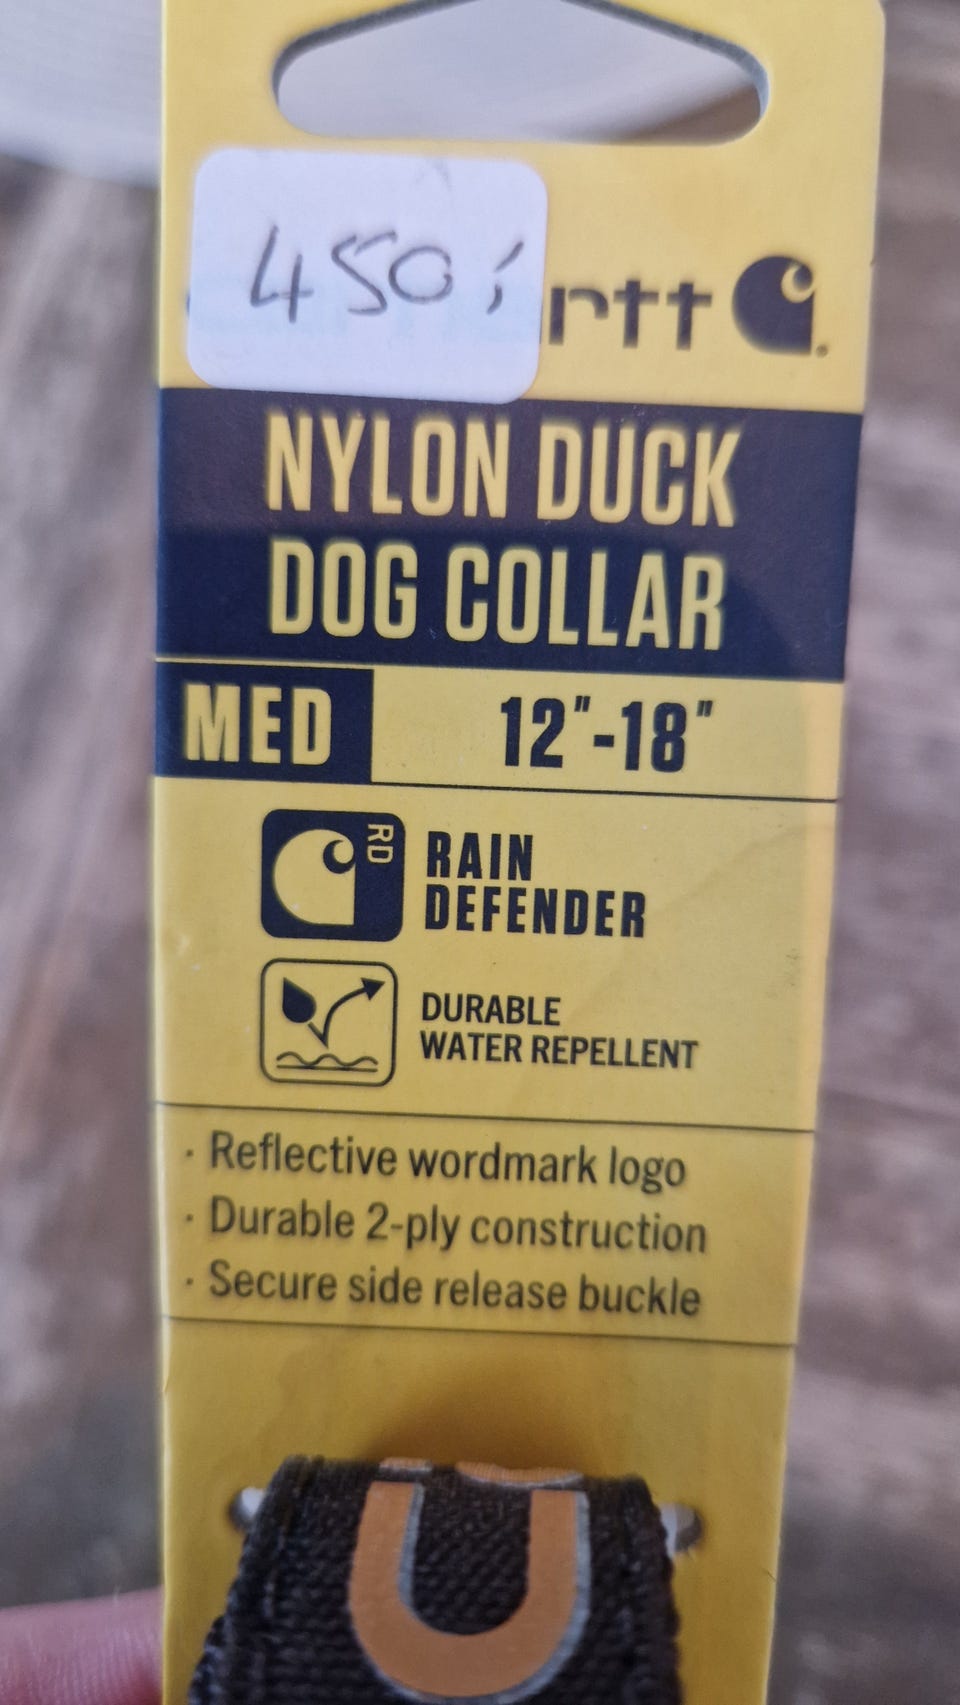 450,-
rtt
NYLON DUCK
DOG COLLAR
MED 12"-18"
RD
RAIN
DEFENDER
DURABLE
WATER REPELLENT
· Reflective wordmark logo
· Durable 2-ply construction
· Secure side release buckle